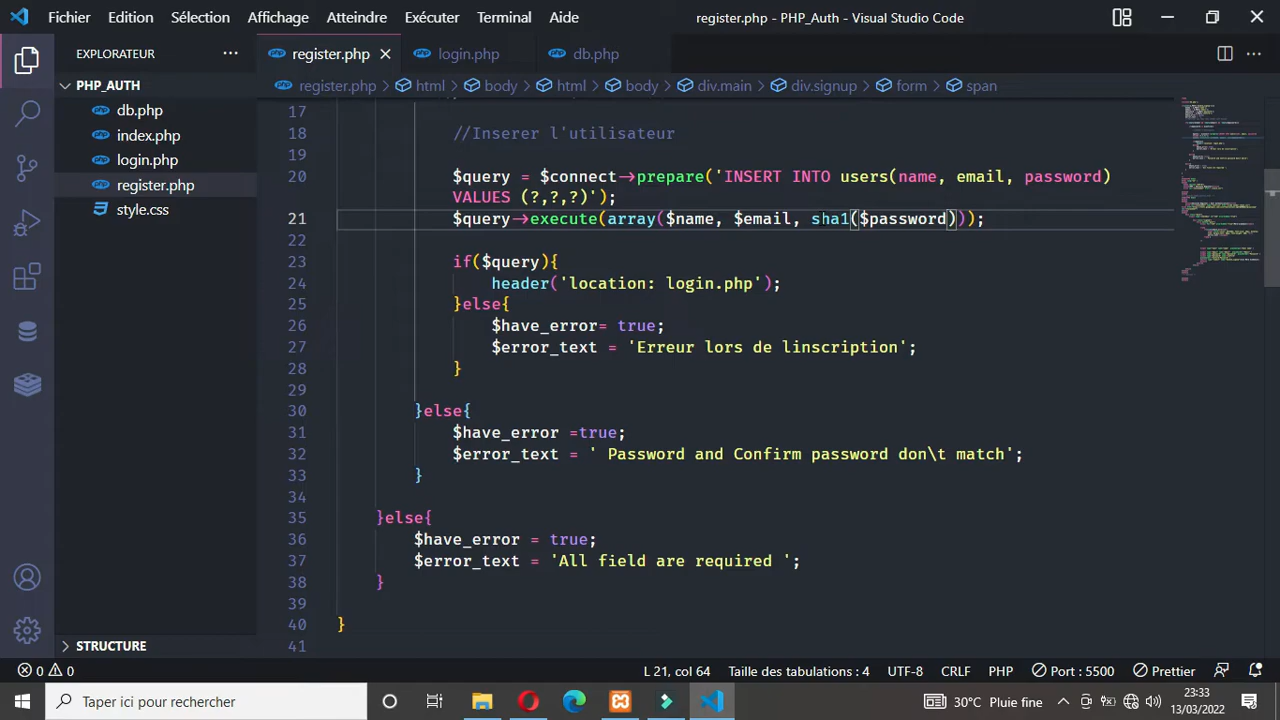 Fichier Edition Sélection Affichage Atteindre Exécuter Terminal Aide register.php - PHP_Auth - Visual Studio Code
EXPLORATEUR
PHP_AUTH
db.php
index.php
login.php
register.php
style.css
STRUCTURE
register.php login.php db.php
register.php html body html body div.main div.signup form span
17
18 //Inserer l'utilisateur
19
20 $query = $connect->prepare('INSERT INTO users(name, email, password)
VALUES (?,?,?)');
21 $query->execute(array($name, $email, sha1($password)));
22
23 if($query){
24 header('location: login.php');
25 }else{
26 $have_error= true;
27 $error_text = 'Erreur lors de linscription';
28 }
29
30 }else{
31 $have_error =true;
32 $error_text = ' Password and Confirm password don\t match';
33 }
34
35 }else{
36 $have_error = true;
37 $error_text = 'All field are required ';
38 }
39
40 }
41
0 0 L 21, col 64 Taille des tabulations : 4 UTF-8 CRLF PHP Port : 5500 Prettier
Taper ici pour rechercher
30°C Pluie fine
23:33
13/03/2022